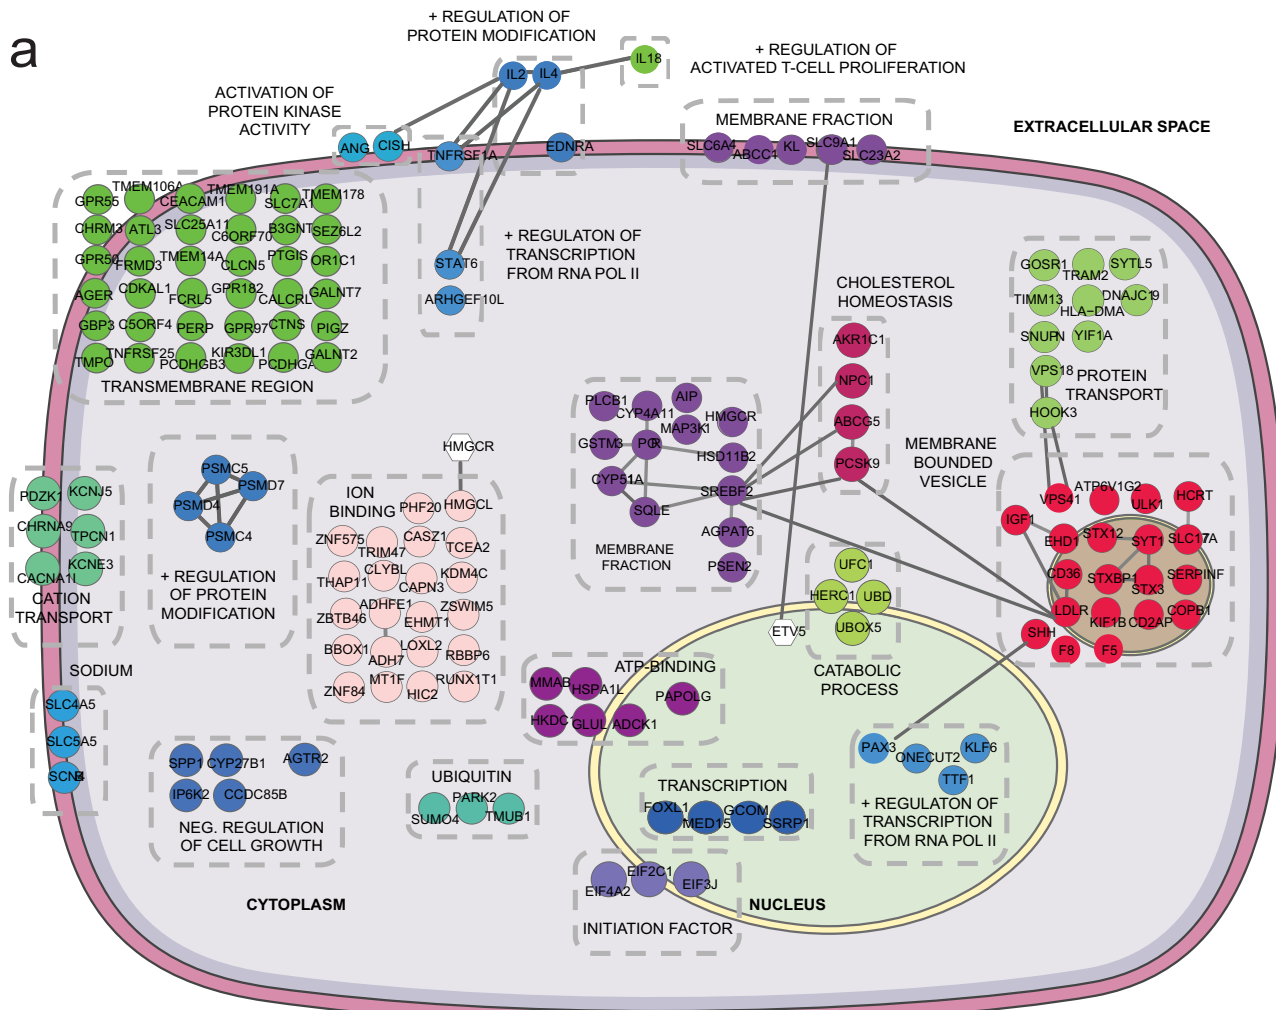 a
+ REGULATION OF
PROTEIN MODIFICATION
IL2
IL4
IL18
+ REGULATION OF
ACTIVATED T-CELL PROLIFERATION
ACTIVATION OF
PROTEIN KINASE
ACTIVITY
ANG
CISH
TNFRSF1A
EDNRA
MEMBRANE FRACTION
SLC6A4
ABCC1
KL
SLC9A1
SLC23A2
EXTRACELLULAR SPACE
GPR55
TMEM106A
CEACAM1
TMEM191A
SLC7A1
TMEM178
CHRM3
ATL3
SLC25A11
C6ORF70
B3GNT
SEZ6L2
GPR50
FRMD3
TMEM14A
CLCN5
PTGIS
OR1C1
AGER
CDKAL1
FCRL5
GPR182
CALCRL
GALNT7
GBP3
C5ORF4
PERP
GPR97
CTNS
PIGZ
TMPO
TNFRSF25
PCDHGB3
KIR3DL1
PCDHGA
GALNT2
TRANSMEMBRANE REGION
STAT6
ARHGEF10L
+ REGULATON OF
TRANSCRIPTION
FROM RNA POL II
CHOLESTEROL
HOMEOSTASIS
AKR1C1
NPC1
ABCG5
PCSK9
GOSR1
TRAM2
SYTL5
TIMM13
HLA-DMA
DNAJC19
SNUPN
YIF1A
VPS18
HOOK3
PROTEIN
TRANSPORT
PLCB1
CYP4A11
AIP
MAP3K1
HMGCR
GSTM3
POR
HSD11B2
CYP51A
SREBF2
SQLE
AGPAT6
PSEN2
MEMBRANE
FRACTION
MEMBRANE
BOUNDED
VESICLE
VPS41
ATP6V1G2
ULK1
HCRT
IGF1
EHD1
STX12
SYT1
SLC17A
CD36
STXBP1
STX3
SERPINF
LDLR
KIF1B
CD2AP
COPB1
SHH
F8
F5
PDZK1
KCNJ5
CHRNA9
TPCN1
CACNA1I
KCNE3
CATION
TRANSPORT
PSMC5
PSMD7
PSMD4
PSMC4
+ REGULATION
OF PROTEIN
MODIFICATION
HMGCR
ION
BINDING
PHF20
HMGCL
ZNF575
TRIM47
CASZ1
TCEA2
THAP11
CLYBL
CAPN3
KDM4C
ZBTB46
ADHFE1
EHMT1
ZSWIM5
BBOX1
ADH7
LOXL2
RBBP6
ZNF84
MT1F
HIC2
RUNX1T1
UFC1
HERC1
UBD
UBOX5
ETV5
CATABOLIC
PROCESS
SODIUM
SLC4A5
SLC5A5
ATP-BINDING
MMAB
HSPA1L
PAPOLG
HKDC1
GLUL
ADCK1
SPP1
CYP27B1
AGTR2
IP6K2
CCDC85B
NEG. REGULATION
OF CELL GROWTH
UBIQUITIN
SUMO4
PARK2
TMUB1
TRANSCRIPTION
FOXL1
MED15
GCOM
SSRP1
PAX3
ONECUT2
KLF6
TTF1
+ REGULATON OF
TRANSCRIPTION
FROM RNA POL II
EIF4A2
EIF2C1
EIF3J
INITIATION FACTOR
CYTOPLASM
NUCLEUS